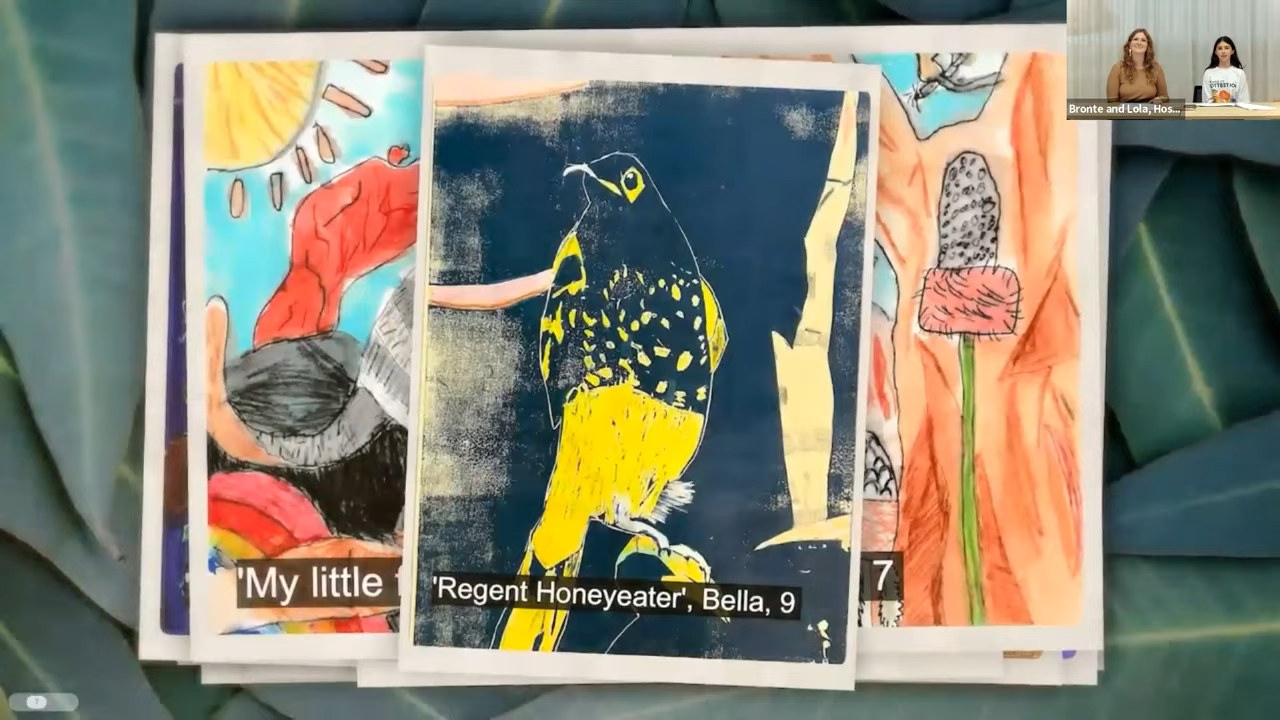 Bronte and Lola, Hos...
'My little
'Regent Honeyeater', Bella, 9
7